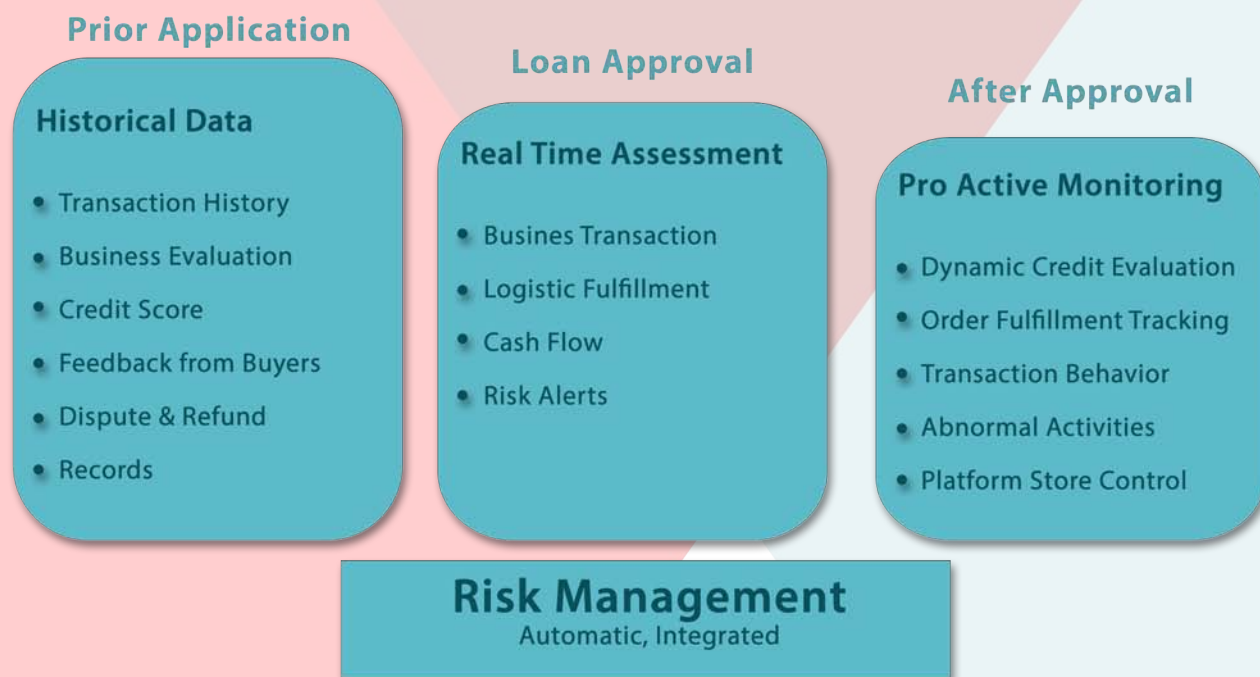 Prior Application
Historical Data
Transaction History
Business Evaluation
Credit Score
Feedback from Buyers
Dispute & Refund
Records
Loan Approval
Real Time Assessment
Busines Transaction
Logistic Fulfillment
Cash Flow
Risk Alerts
After Approval
Pro Active Monitoring
Dynamic Credit Evaluation
Order Fulfillment Tracking
Transaction Behavior
Abnormal Activities
Platform Store Control
Risk Management
Automatic, Integrated